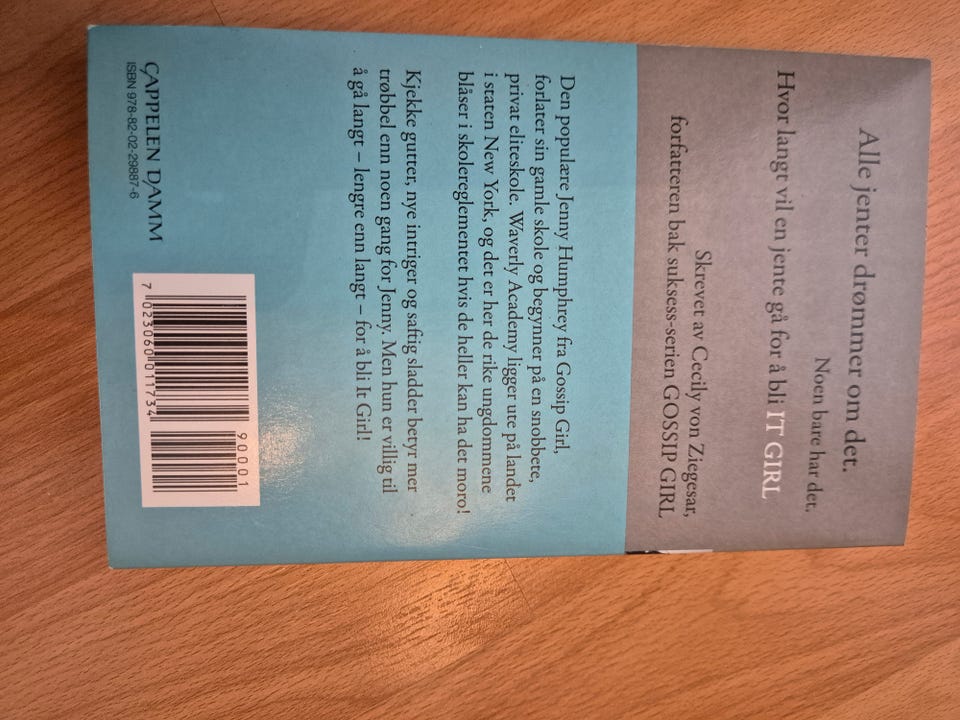 Alle jenter drømmer om det.
Noen bare har det.
Hvor langt vil en jente gå for å bli IT GIRL
Skrevet av Cecily von Ziegesar,
forfatteren bak suksess-serien GOSSIP GIRL
Den populære Jenny Humphrey fra Gossip Girl,
forlater sin gamle skole og begynner på en snobbete,
privat eliteskole. Waverly Academy ligger ute på landet
i staten New York, og det er her de rike ungdommene
blåser i skolereglementet hvis de heller kan ha det moro!
Kjekke gutter, nye intriger og saftig sladder betyr mer
trøbbel enn noen gang for Jenny. Men hun er villig til
å gå langt – lengre enn langt – for å bli It Girl!
CAPPELEN DAMM
ISBN 978-82-02-29887-6
7 023060 011734
90001